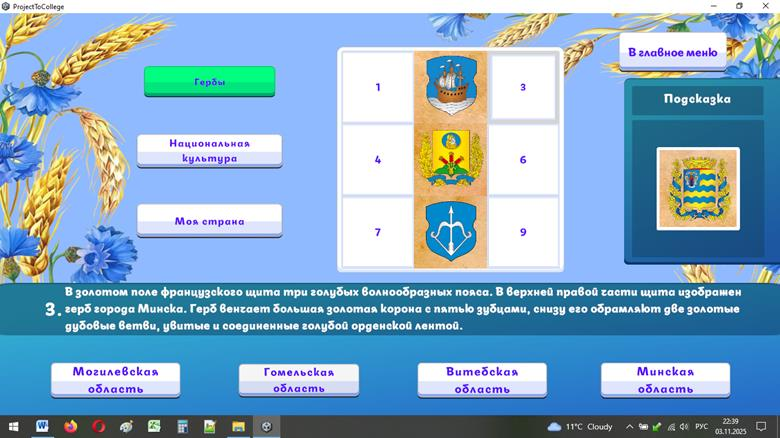 ProjectToCollege
В главное меню
Гербы
Национальная
культура
Моя страна
1
3
4
6
7
9
Подсказка
3.
В золотом поле французского щита три голубых волнообразных пояса. В верхней правой части щита изображен
герб города Минска. Герб венчает большая золотая корона с пятью зубцами, снизу его обрамляют две золотые
дубовые ветви, увитые и соединенные голубой орденской лентой.
Могилевская
область
Гомельская
область
Витебская
область
Минская
область
11°C Cloudy
РУС
22:39
03.11.2025